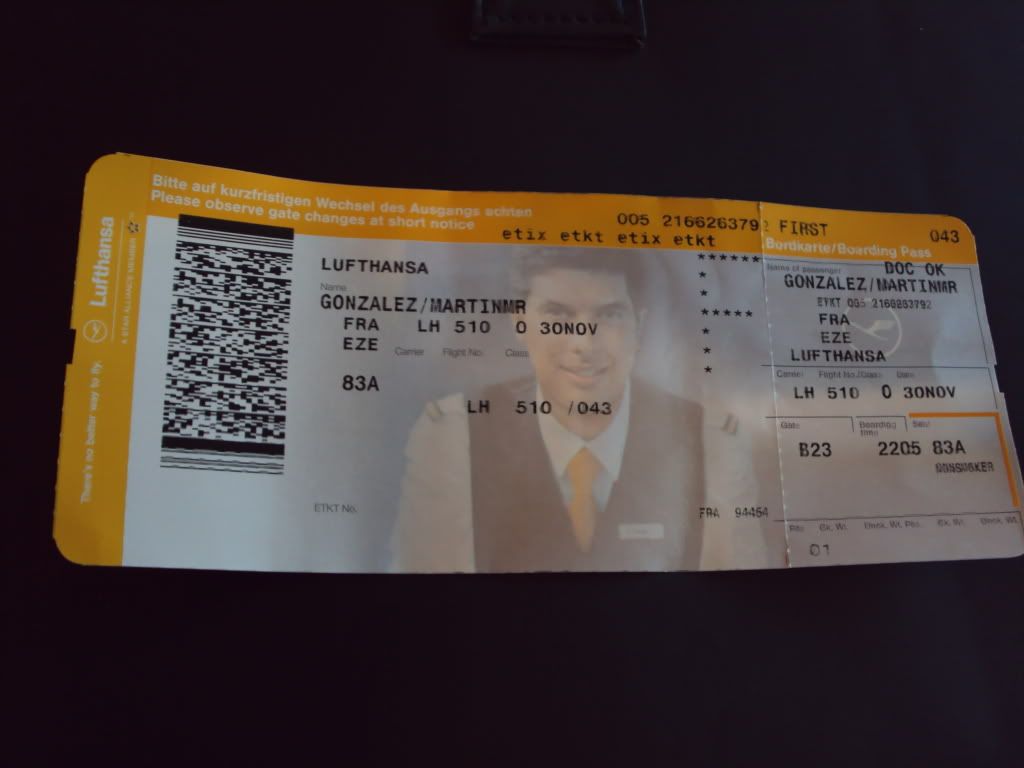 Lufthansa
A STAR ALLIANCE MEMBER
There's no better way to fly.
Bitte auf kurzfristigen Wechsel des Ausgangs achten
Please observe gate changes at short notice
etix etkt etix etkt
005 2166263792 FIRST
043
Bordkarte/Boarding Pass
LUFTHANSA
Name
GONZALEZ/MARTINMR
FRA LH 510 O 30NOV
EZE Carrier Flight No. Class
83A
LH 510 /043
ETKT No.
FRA 94464
******
*
*
*****
*
*
*
Name of passenger DOC OK
GONZALEZ/MARTINMR
ETKT 005 2166263792
FRA
EZE
LUFTHANSA
Carrier Flight No./Class Date
LH 510 O 30NOV
Gate Boarding time Seat
B23 2205 83A
NONSMOKER
Pcs Ck. Wt. Unck. Wt. Pcs. Ck. Wt. Unck. Wt.
01